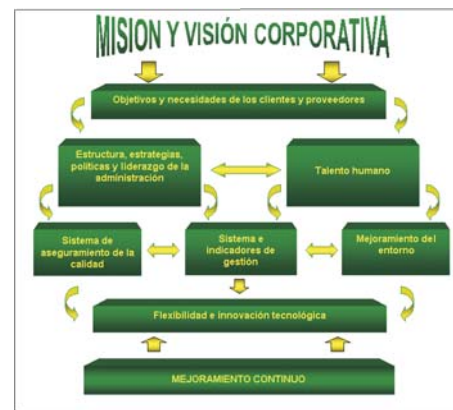 MISION Y VISIÓN CORPORATIVA
Objetivos y necesidades de los clientes y proveedores
Estructura, estrategias,
políticas y liderazgo de la
administración
Talento humano
Sistema de
aseguramiento de la
calidad
Sistema e
indicadores de
gestión
Mejoramiento del
entorno
Flexibilidad e innovación tecnológica
MEJORAMIENTO CONTINUO